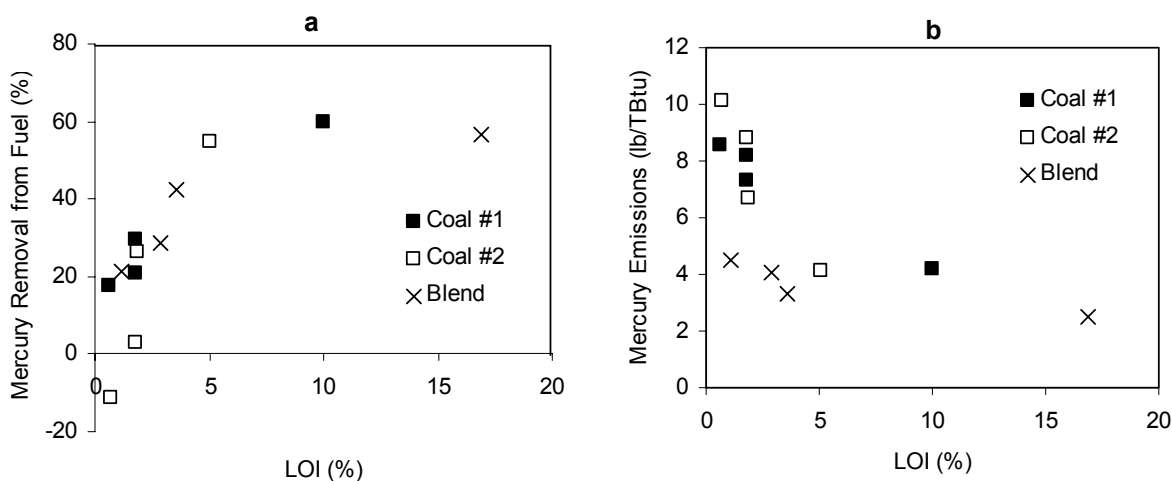 a
Mercury Removal from Fuel (%)
80
60
40
20
0
-20
0 5 10 15 20
LOI (%)
Coal #1
Coal #2
Blend
b
Mercury Emissions (lb/TBtu)
12
10
8
6
4
2
0
0 5 10 15 20
LOI (%)
Coal #1
Coal #2
Blend